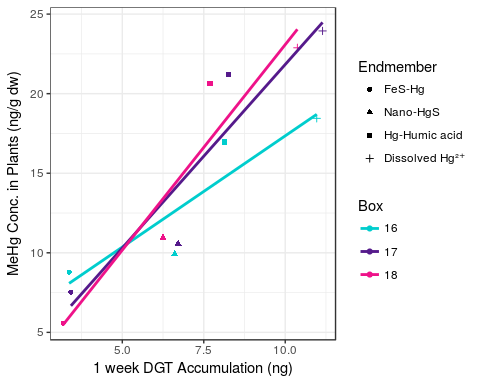 25
20
15
10
5
MeHg Conc. in Plants (ng/g dw)
5.0 7.5 10.0
1 week DGT Accumulation (ng)
Endmember
FeS-Hg
Nano-HgS
Hg-Humic acid
Dissolved Hg²⁺
Box
16
17
18